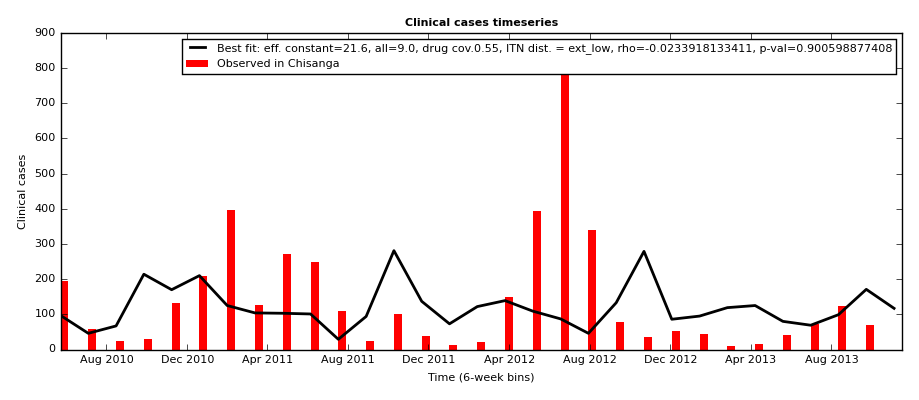 Clinical cases timeseries
Best fit: eff. constant=21.6, all=9.0, drug cov.0.55, ITN dist. = ext_low, rho=-0.0233918133411, p-val=0.900598877408
Observed in Chisanga
900
800
700
600
500
400
300
200
100
0
Clinical cases
Aug 2010 Dec 2010 Apr 2011 Aug 2011 Dec 2011 Apr 2012 Aug 2012 Dec 2012 Apr 2013 Aug 2013
Time (6-week bins)